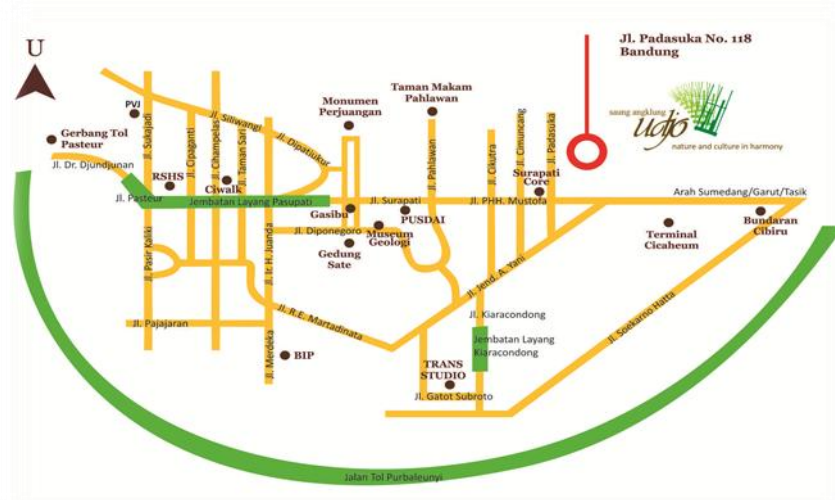 U
Jl. Padasuka No. 118
Bandung
saung angklung
udjo
nature and culture in harmony
Taman Makam
Pahlawan
Monumen
Perjuangan
PVJ
Gerbang Tol
Pasteur
Jl. Dr. Djundjunan
Jl. Sukajadi
Jl. Siliwangi
Jl. Dipatiukur
Jl. Cipaganti
Jl. Cihampelas
Jl. Taman Sari
Jl. Pahlawan
Jl. Cikutra
Jl. Cimuncang
Jl. Padasuka
RSHS
Ciwalk
Surapati
Core
Jl. Pasteur
Jembatan Layang Pasupati
Jl. Surapati
Jl. PHH. Mustofa
Arah Sumedang/Garut/Tasik
Gasibu
PUSDAI
Jl. Diponegoro
Museum
Geologi
Gedung
Sate
Terminal
Cicaheum
Bundaran
Cibiru
Jl. Pasir Kaliki
Jl. Ir. H. Juanda
Jl. Jend. A. Yani
Jl. R.E. Martadinata
Jl. Kiaracondong
Jl. Soekarno Hatta
Jl. Pajajaran
Jl. Merdeka
BIP
Jembatan Layang
Kiaracondong
TRANS
STUDIO
Jl. Gatot Subroto
Jalan Tol Purbaleunyi